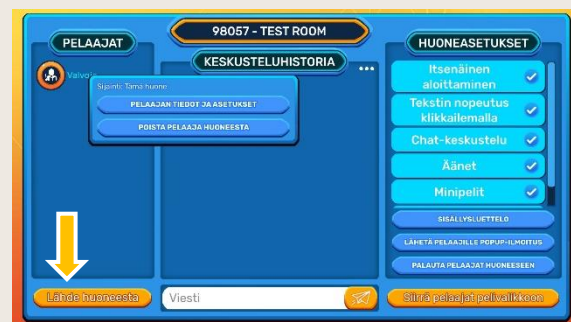 98057 - TEST ROOM
PELAAJAT
KESKUSTELUHISTORIA
HUONEASETUKSET
Valvoja
Sijainti: Tämä huone
PELAAJAN TIEDOT JA ASETUKSET
POISTA PELAAJA HUONEESTA
Itsenäinen
aloittaminen
Tekstin nopeutus
klikkailemalla
Chat-keskustelu
Äänet
Minipelit
SISÄLLYSLUETTELO
LÄHETÄ PELAAJILLE POPUP-ILMOITUS
PALAUTA PELAAJAT HUONEESEEN
Lähde huoneesta
Viesti
Siirrä pelaajat pelivalikkoon